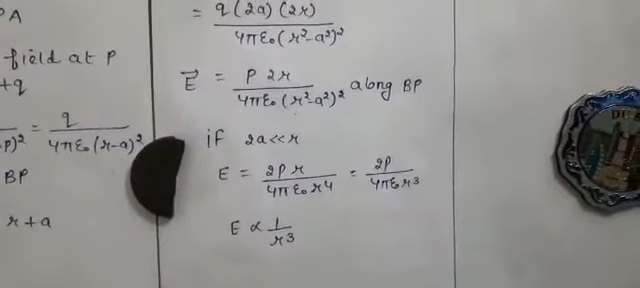 PA
field at P
+q
P)² = q / 4πε₀(r-a)²
BP
r+a
= q(2a)(2r) / 4πε₀(r²-a²)²
E⃗ = P 2r / 4πε₀(r²-a²)² along BP
if 2a<<r
E = 2Pr / 4πε₀r⁴ = 2P / 4πε₀r³
E ∝ 1/r³